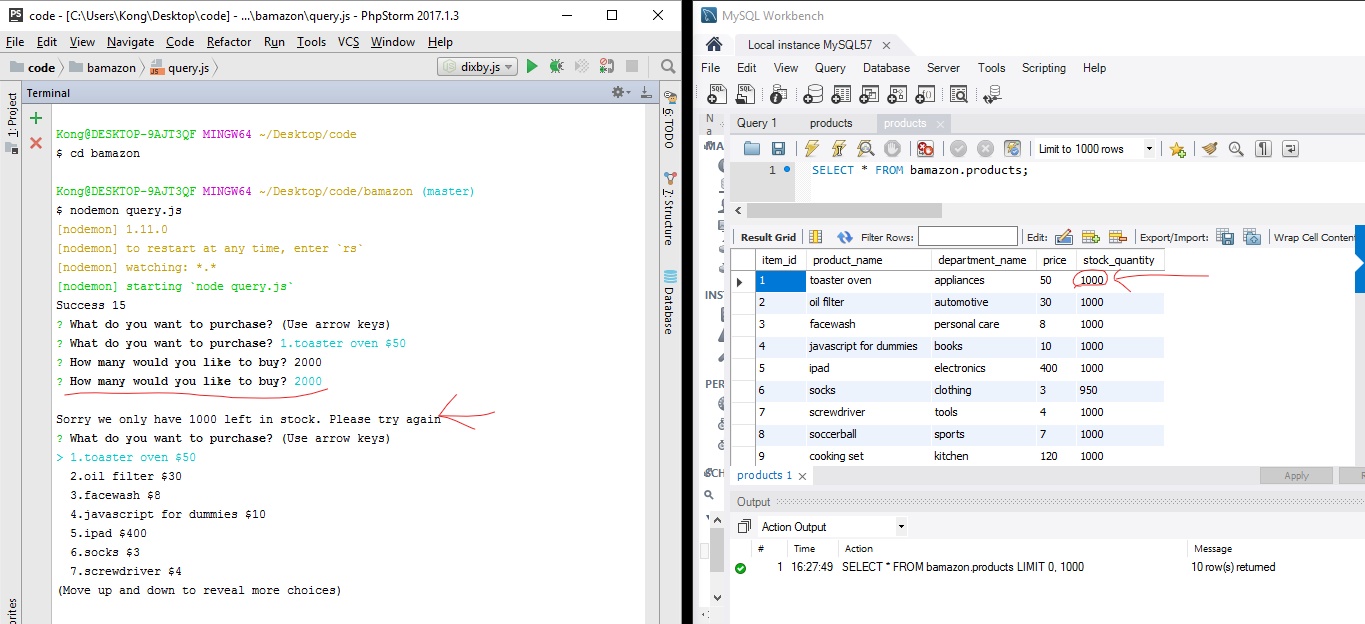 code - [C:\Users\Kong\Desktop\code] - ...\bamazon\query.js - PhpStorm 2017.1.3
File Edit View Navigate Code Refactor Run Tools VCS Window Help
code bamazon query.js dixby.js
Terminal
1: Project
6: TODO
7: Structure
Database
Kong@DESKTOP-9AJT3QF MINGW64 ~/Desktop/code
$ cd bamazon
Kong@DESKTOP-9AJT3QF MINGW64 ~/Desktop/code/bamazon (master)
$ nodemon query.js
[nodemon] 1.11.0
[nodemon] to restart at any time, enter `rs`
[nodemon] watching: *.*
[nodemon] starting `node query.js`
Success 15
? What do you want to purchase? (Use arrow keys)
? What do you want to purchase? 1.toaster oven $50
? How many would you like to buy? 2000
? How many would you like to buy? 2000
Sorry we only have 1000 left in stock. Please try again
? What do you want to purchase? (Use arrow keys)
> 1.toaster oven $50
2.oil filter $30
3.facewash $8
4.javascript for dummies $10
5.ipad $400
6.socks $3
7.screwdriver $4
(Move up and down to reveal more choices)
MySQL Workbench
Local instance MySQL57
File Edit View Query Database Server Tools Scripting Help
Query 1 products products
Limit to 1000 rows
1 SELECT * FROM bamazon.products;
Result Grid Filter Rows: Edit: Export/Import: Wrap Cell Conten
item_id product_name department_name price stock_quantity
1 toaster oven appliances 50 1000
2 oil filter automotive 30 1000
3 facewash personal care 8 1000
4 javascript for dummies books 10 1000
5 ipad electronics 400 1000
6 socks clothing 3 950
7 screwdriver tools 4 1000
8 soccerball sports 7 1000
9 cooking set kitchen 120 1000
products 1 Apply
Output
Action Output
# Time Action Message
1 16:27:49 SELECT * FROM bamazon.products LIMIT 0, 1000 10 row(s) returned